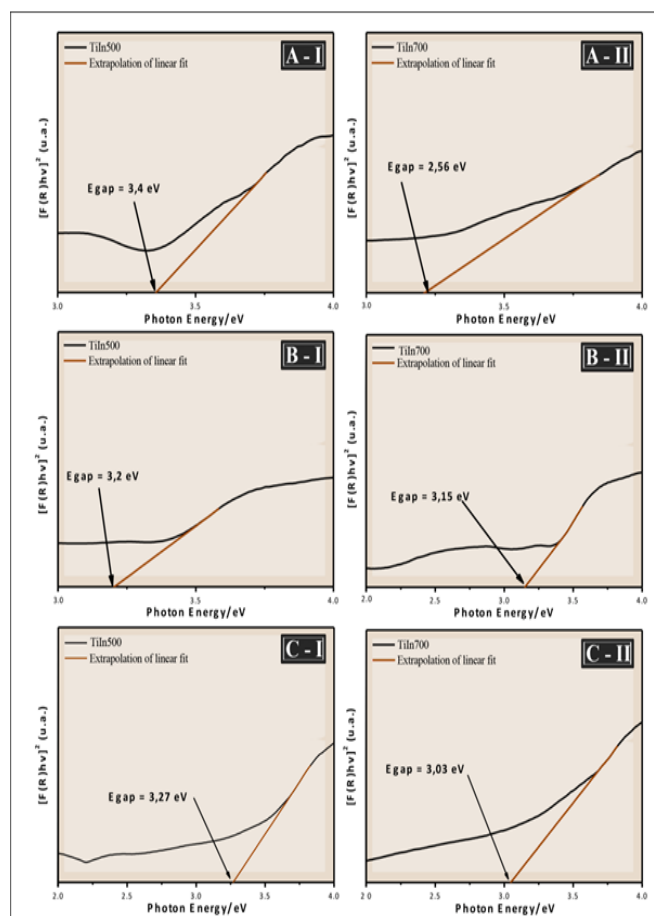 TiIn500
Extrapolation of linear fit
A - I
[F(R)hν]² (u.a.)
Egap = 3,4 eV
3.0 3.5 4.0
Photon Energy/eV
TiIn700
Extrapolation of linear fit
A - II
[F(R)hν]² (u.a.)
Egap = 2,56 eV
3.0 3.5 4.0
Photon Energy/eV
TiIn500
Extrapolation of linear fit
B - I
[F(R)hν]² (u.a.)
Egap = 3,2 eV
3.0 3.5 4.0
Photon Energy/eV
TiIn700
Extrapolation of linear fit
B - II
[F(R)hν]² (u.a.)
Egap = 3,15 eV
2.0 2.5 3.0 3.5 4.0
Photon Energy/eV
TiIn500
Extrapolation of linear fit
C - I
[F(R)hν]² (u.a.)
Egap = 3,27 eV
2.0 2.5 3.0 3.5 4.0
Photon Energy/eV
TiIn700
Extrapolation of linear fit
C - II
[F(R)hν]² (u.a.)
Egap = 3,03 eV
2.0 2.5 3.0 3.5 4.0
Photon Energy/eV